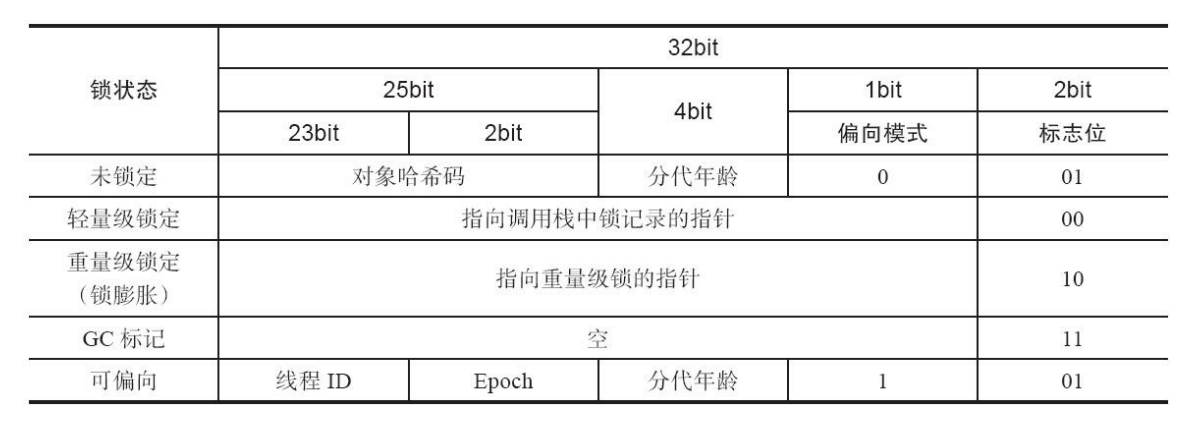 锁状态
32bit
25bit
4bit
1bit
2bit
23bit
2bit
偏向模式
标志位
未锁定
对象哈希码
分代年龄
0
01
轻量级锁定
指向调用栈中锁记录的指针
00
重量级锁定
（锁膨胀）
指向重量级锁的指针
10
GC 标记
空
11
可偏向
线程 ID
Epoch
分代年龄
1
01